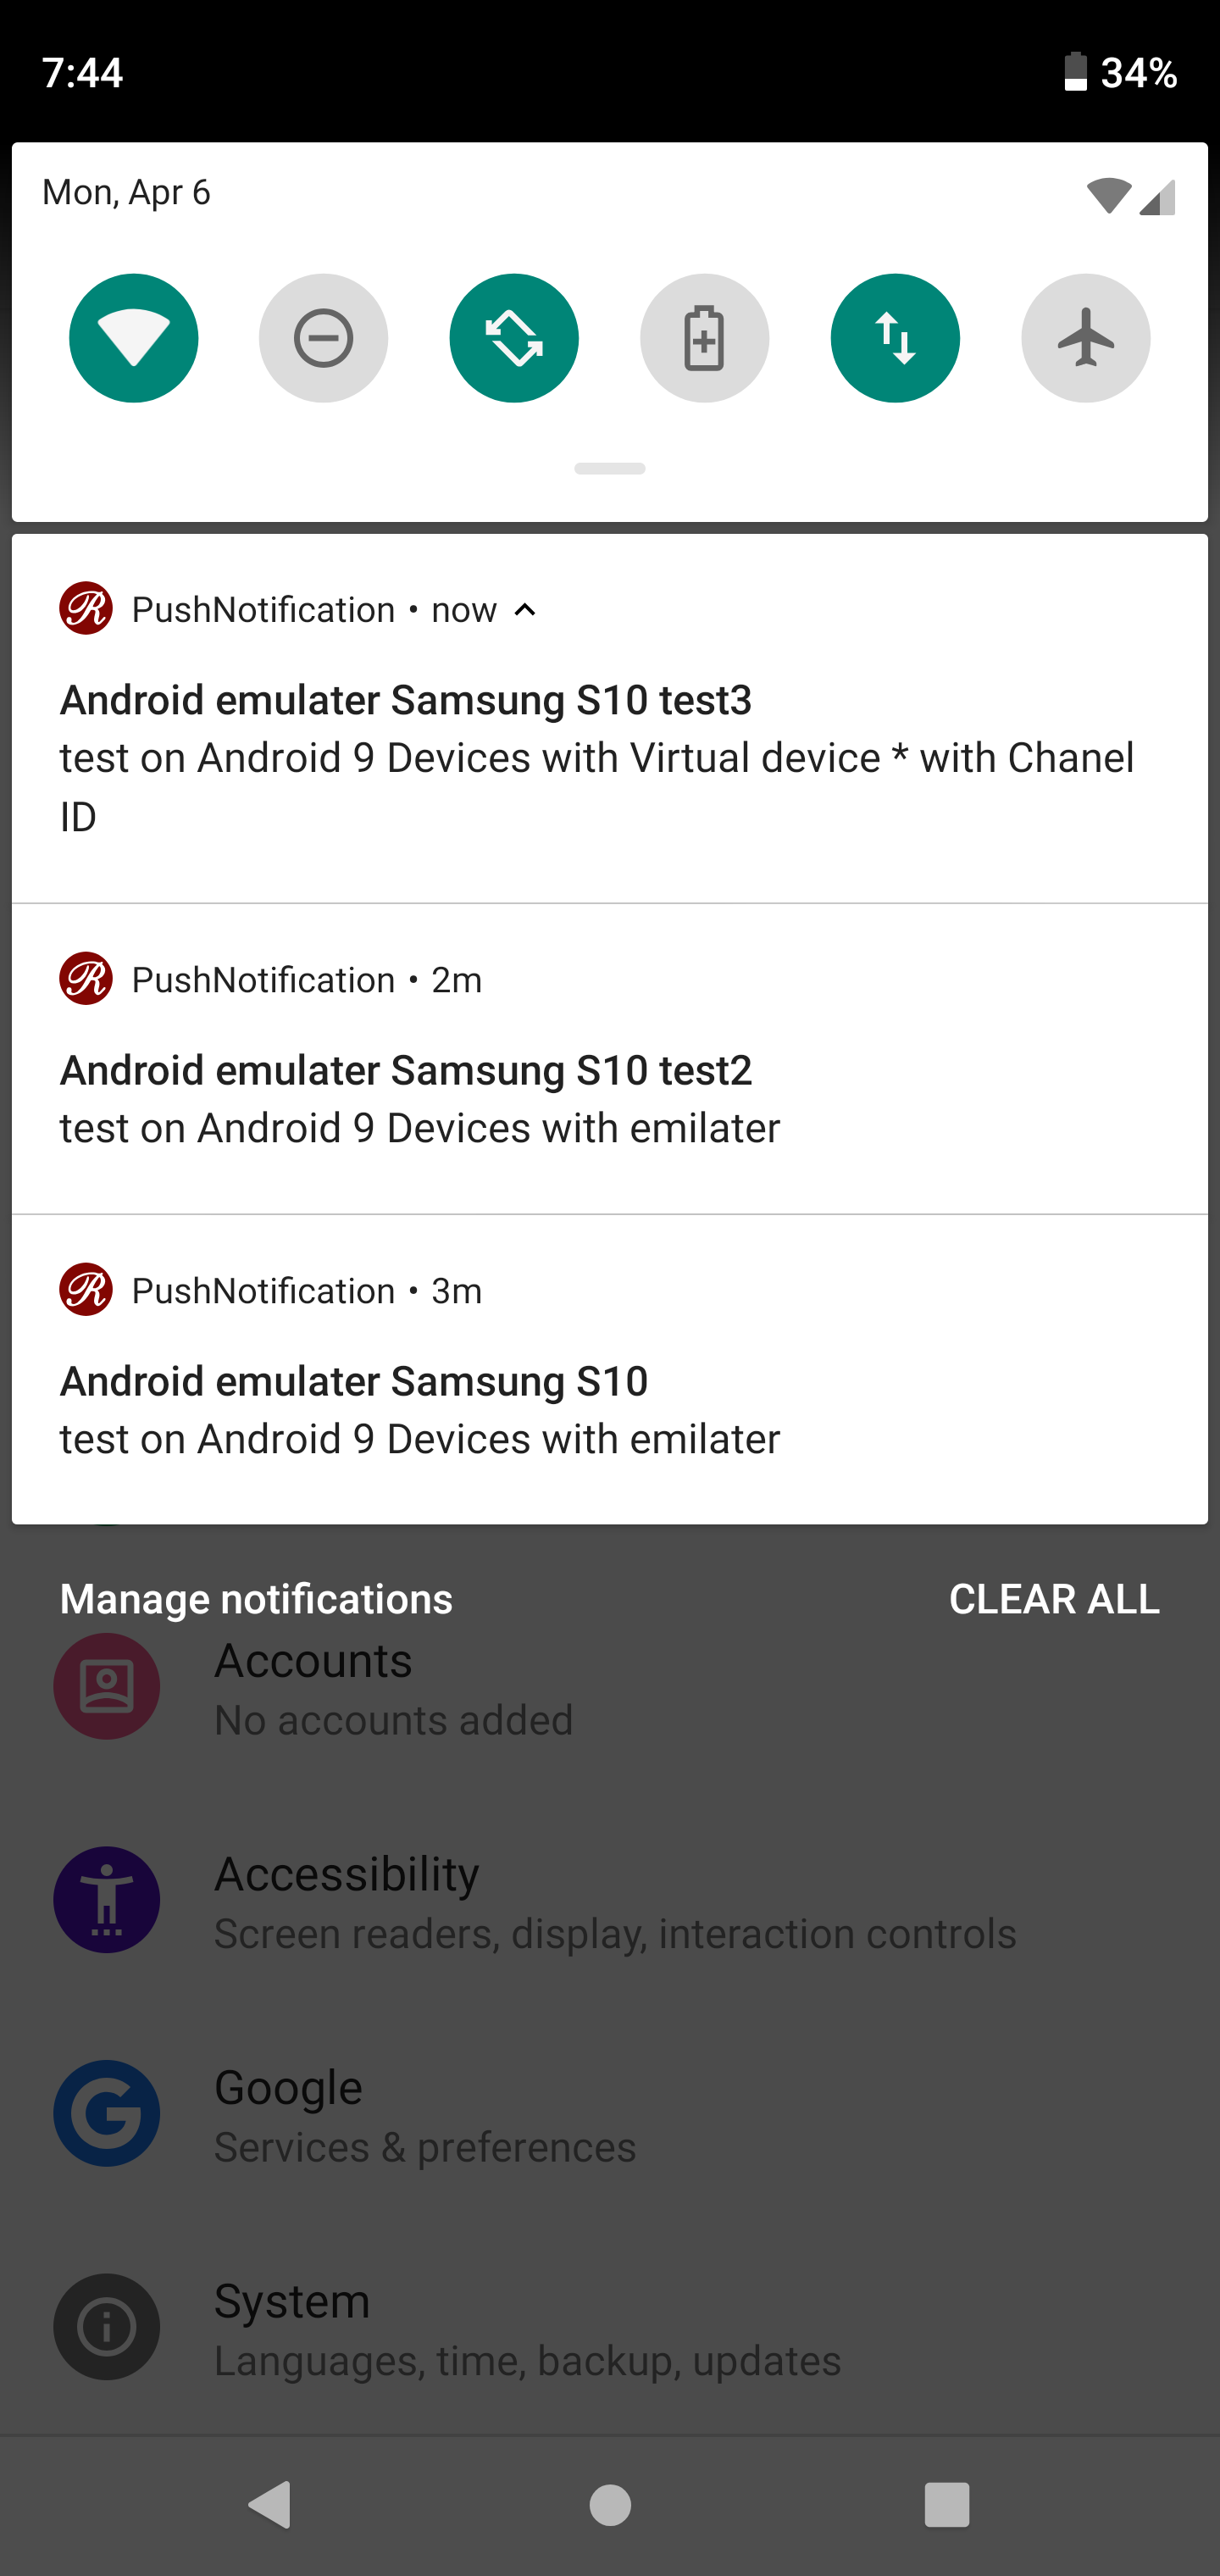 7:44 34%
Mon, Apr 6
PushNotification • now
Android emulater Samsung S10 test3
test on Android 9 Devices with Virtual device * with Chanel
ID
PushNotification • 2m
Android emulater Samsung S10 test2
test on Android 9 Devices with emilater
PushNotification • 3m
Android emulater Samsung S10
test on Android 9 Devices with emilater
Manage notifications CLEAR ALL
Accounts
No accounts added
Accessibility
Screen readers, display, interaction controls
Google
Services & preferences
System
Languages, time, backup, updates